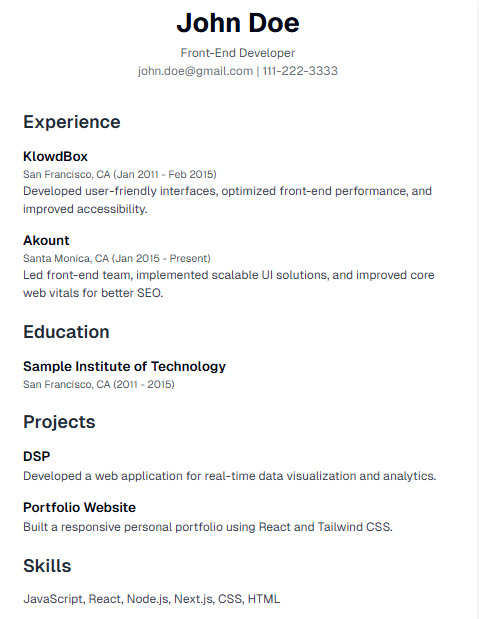 John Doe
Front-End Developer
john.doe@gmail.com | 111-222-3333
Experience
KlowdBox
San Francisco, CA (Jan 2011 - Feb 2015)
Developed user-friendly interfaces, optimized front-end performance, and
improved accessibility.
Akount
Santa Monica, CA (Jan 2015 - Present)
Led front-end team, implemented scalable UI solutions, and improved core
web vitals for better SEO.
Education
Sample Institute of Technology
San Francisco, CA (2011 - 2015)
Projects
DSP
Developed a web application for real-time data visualization and analytics.
Portfolio Website
Built a responsive personal portfolio using React and Tailwind CSS.
Skills
JavaScript, React, Node.js, Next.js, CSS, HTML